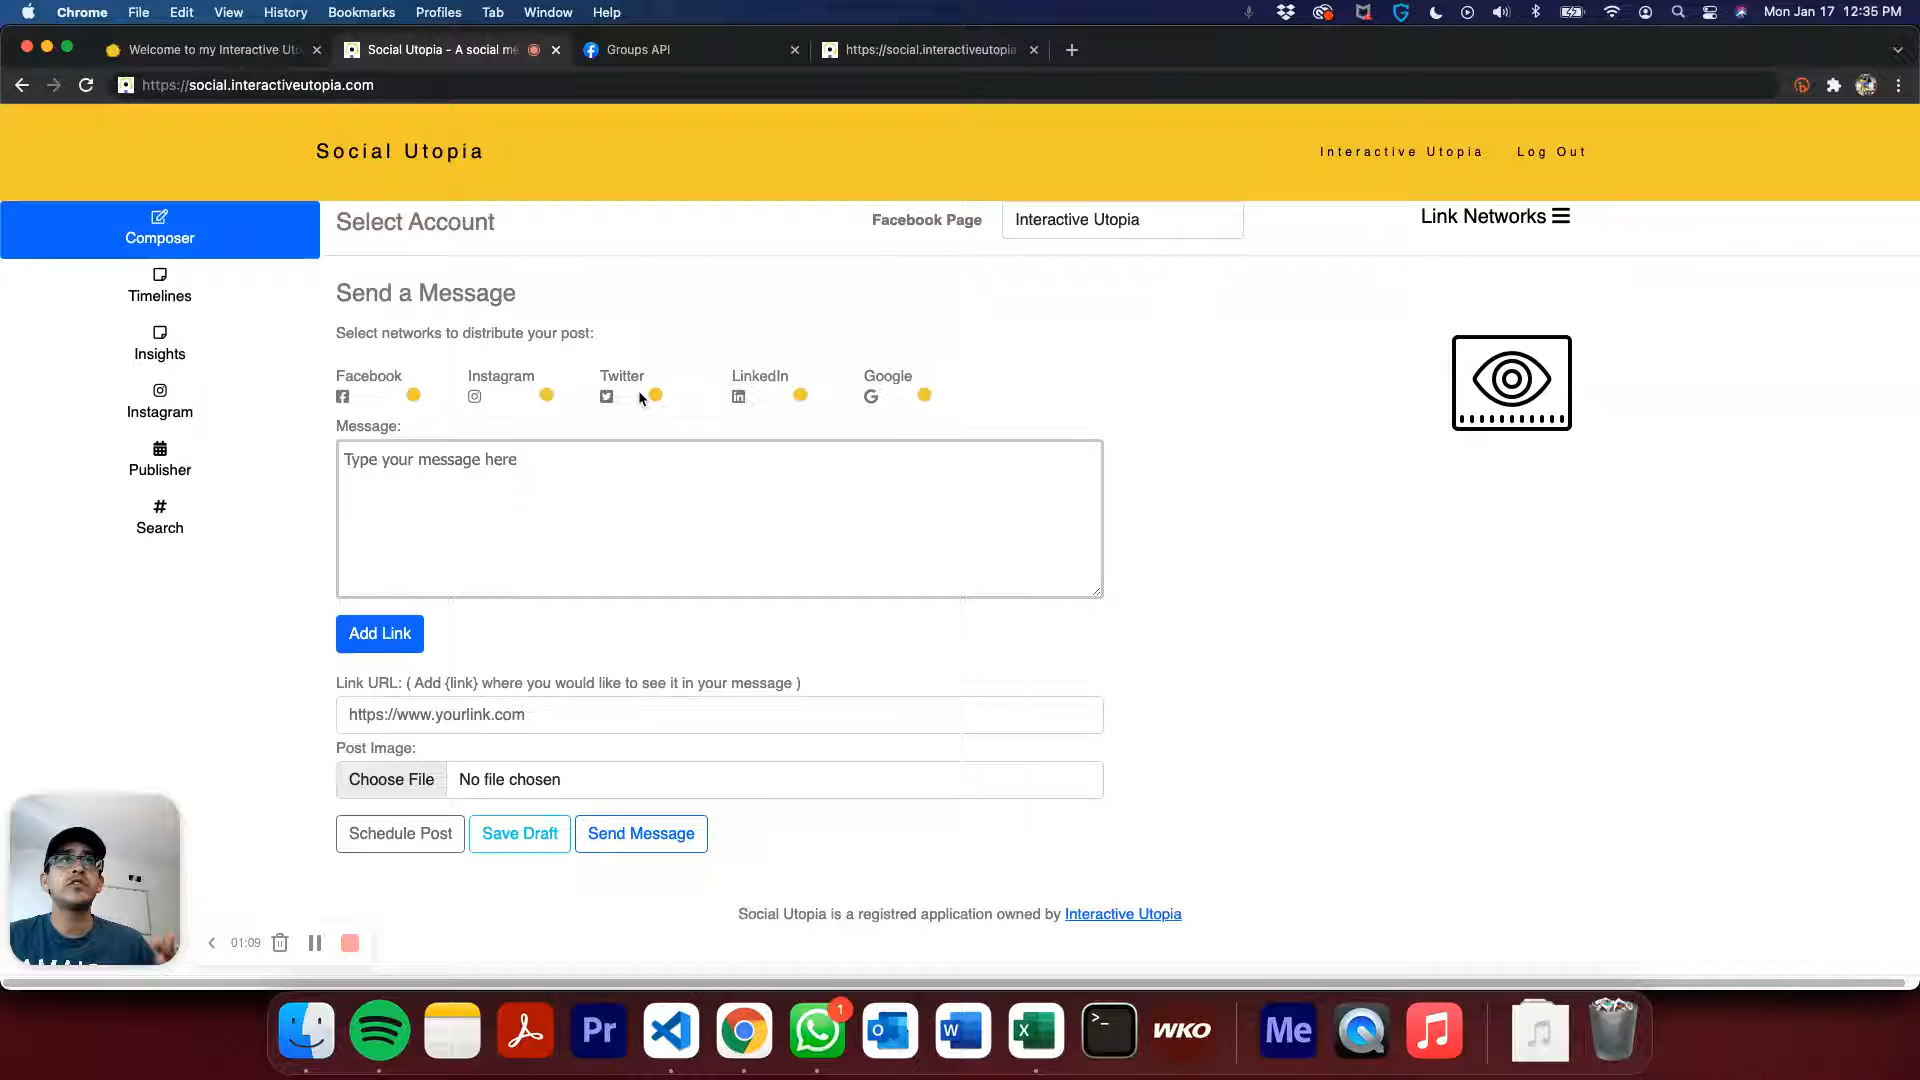 Chrome File Edit View History Bookmarks Profiles Tab Window Help
Mon Jan 17 12:35 PM
Welcome to my Interactive Uto
Social Utopia - A social me
Groups API
https://social.interactiveutopia
https://social.interactiveutopia.com
Social Utopia
Interactive Utopia
Log Out
Composer
Timelines
Insights
Instagram
Publisher
# Search
Select Account
Facebook Page
Interactive Utopia
Link Networks
Send a Message
Select networks to distribute your post:
Facebook Instagram Twitter LinkedIn Google
Message:
Type your message here
Add Link
Link URL: ( Add {link} where you would like to see it in your message )
https://www.yourlink.com
Post Image:
Choose File No file chosen
Schedule Post Save Draft Send Message
Social Utopia is a registred application owned by Interactive Utopia
01:09
Pr
1
O
W
X
>_
WKO
Me